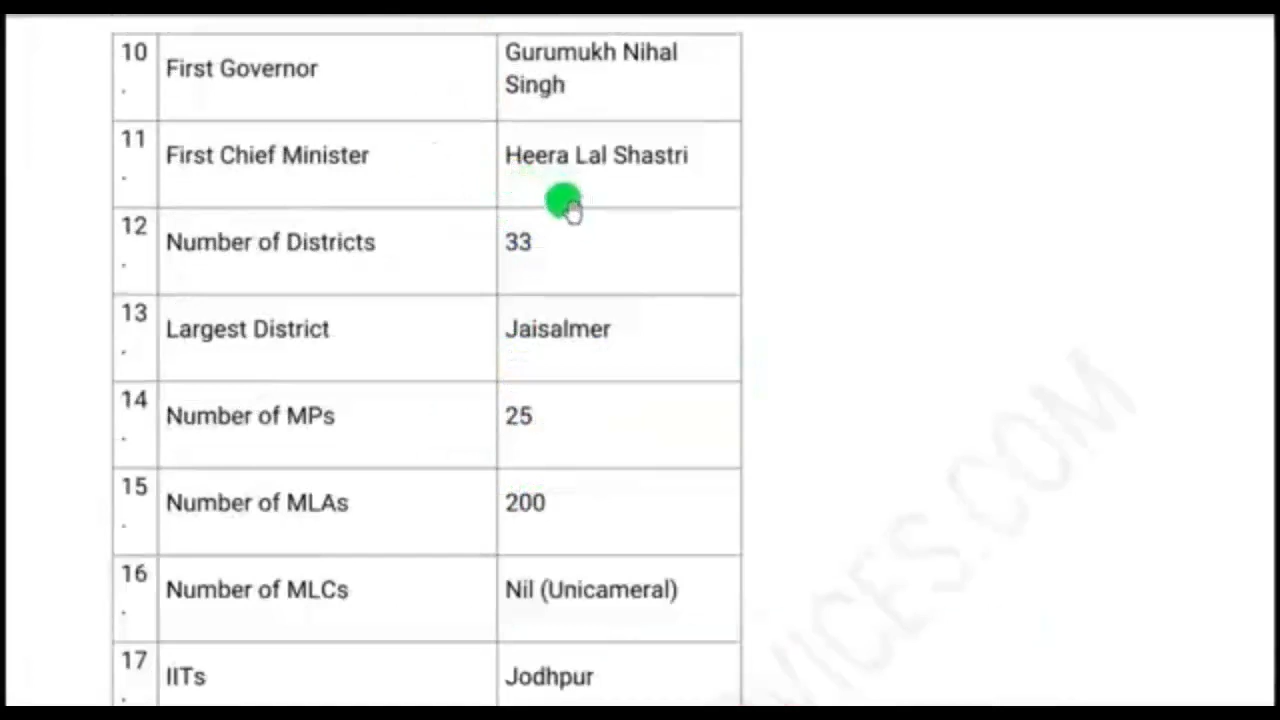 10 First Governor Gurumukh Nihal
. Singh
11 First Chief Minister Heera Lal Shastri
.
12 Number of Districts 33
.
13 Largest District Jaisalmer
.
14 Number of MPs 25
.
15 Number of MLAs 200
.
16 Number of MLCs Nil (Unicameral)
.
17 IITs Jodhpur
.
VICES.COM